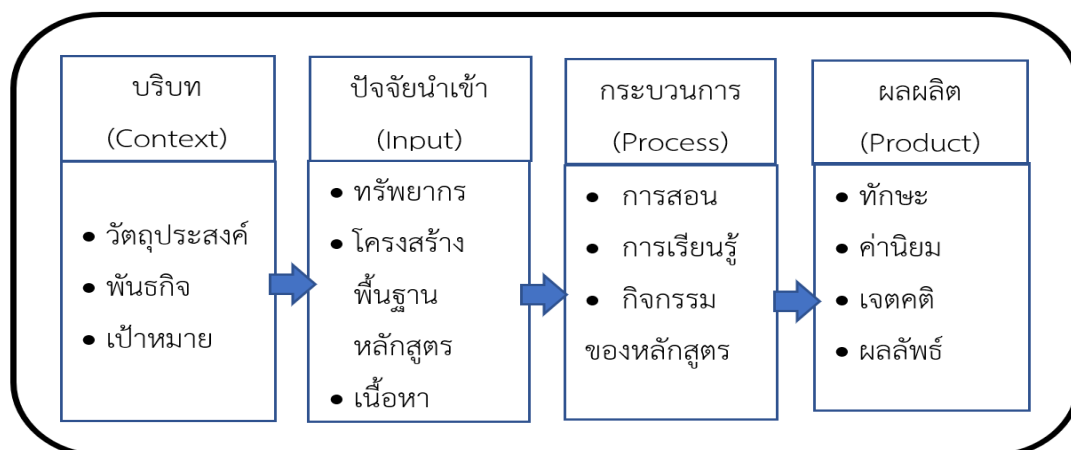 บริบท
(Context)
• วัตถุประสงค์
• พันธกิจ
• เป้าหมาย
ปัจจัยนำเข้า
(Input)
• ทรัพยากร
• โครงสร้าง
พื้นฐาน
หลักสูตร
• เนื้อหา
กระบวนการ
(Process)
• การสอน
• การเรียนรู้
• กิจกรรม
ของหลักสูตร
ผลผลิต
(Product)
• ทักษะ
• ค่านิยม
• เจตคติ
• ผลลัพธ์